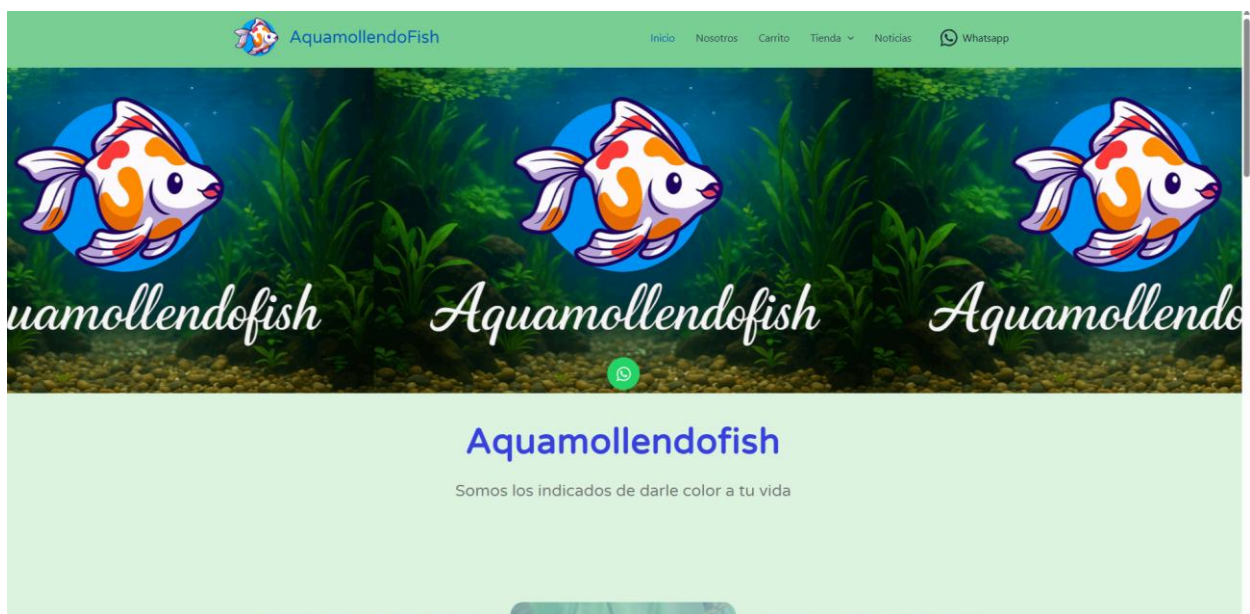 AquamollendoFish
Inicio Nosotros Carrito Tienda Noticias Whatsapp
uamollendofish Aquamollendofish Aquamollendo
Aquamollendofish
Somos los indicados de darle color a tu vida